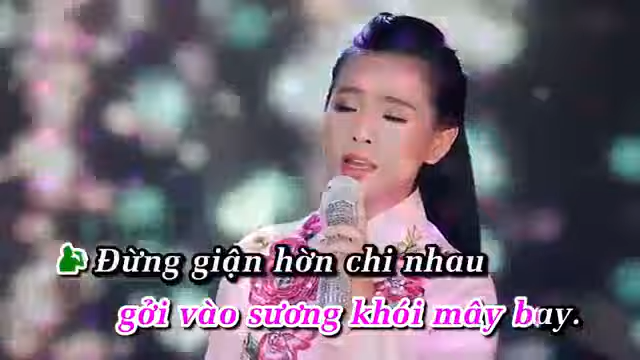 Đừng giận hờn chi nhau
gởi vào sương khói mây bay.